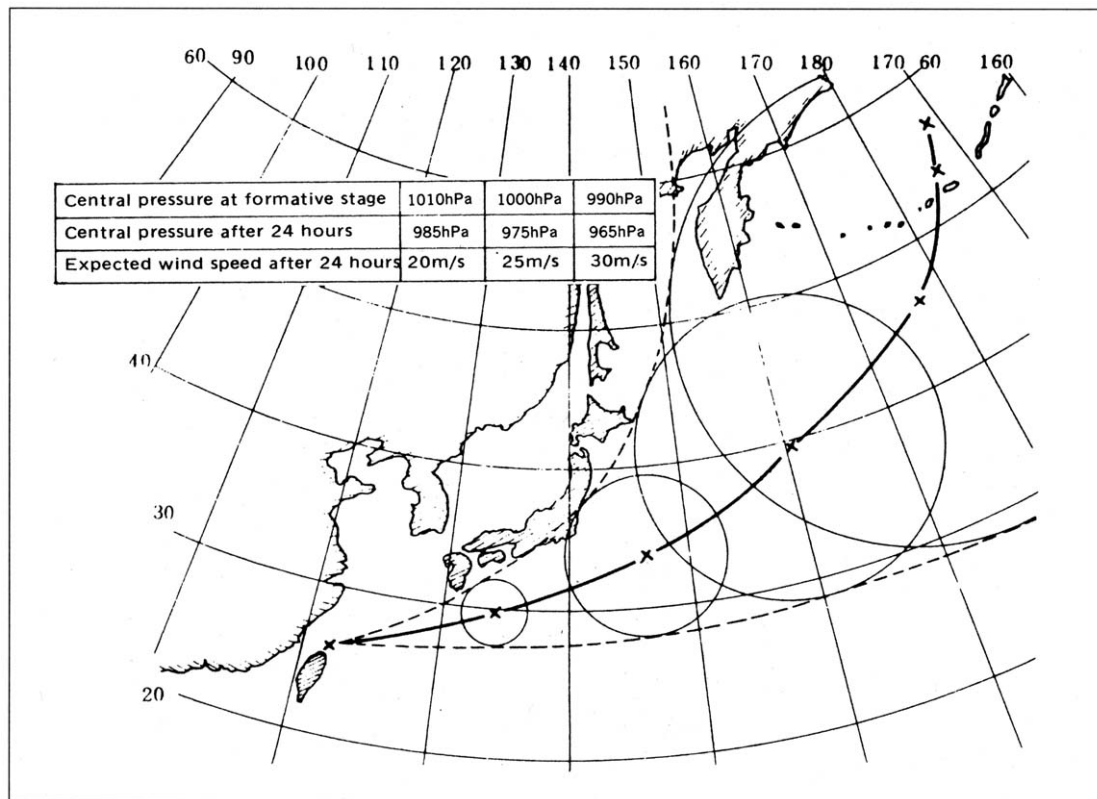 60 90 100 110 120 130 140 150 160 170 180 170 60 160
Central pressure at formative stage 1010hPa 1000hPa 990hPa
Central pressure after 24 hours 985hPa 975hPa 965hPa
Expected wind speed after 24 hours 20m/s 25m/s 30m/s
40
30
20